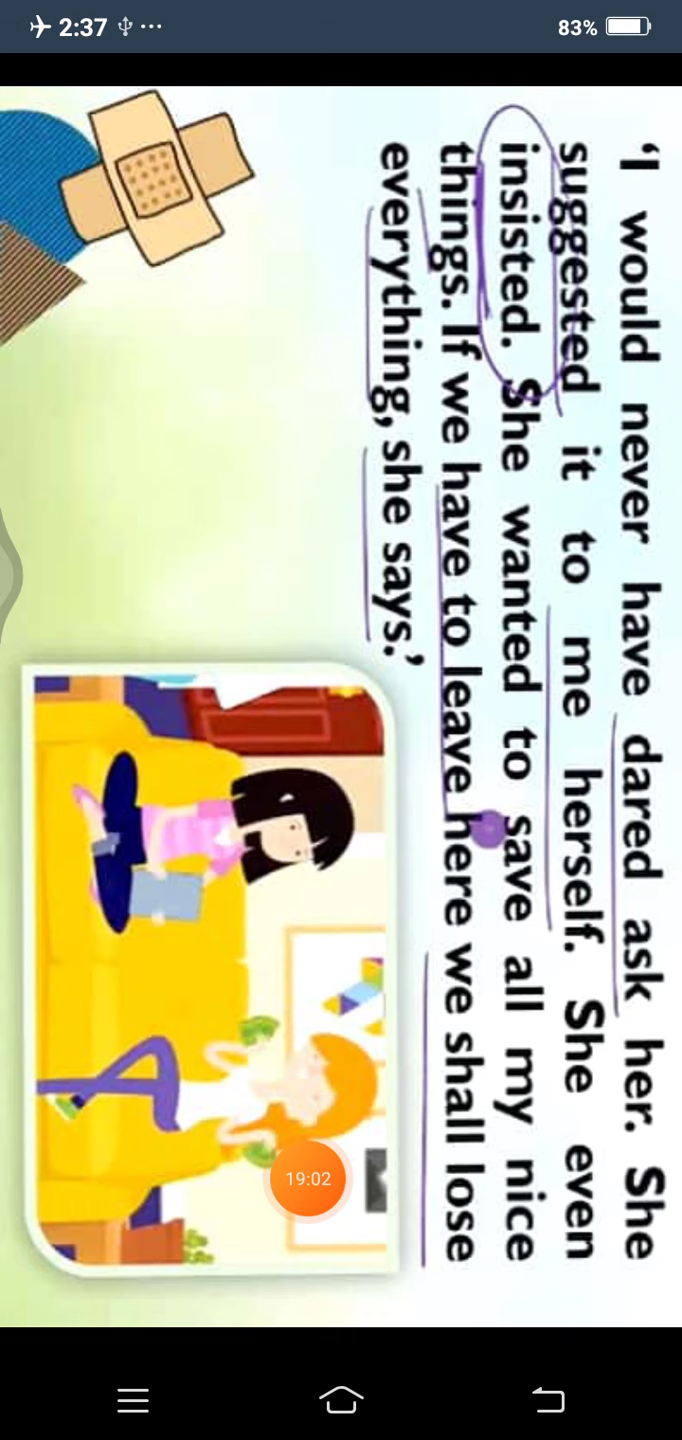 2:37
83%
‘I would never have dared ask her. She
suggested it to me herself. She even
insisted. She wanted to save all my nice
things. If we have to leave here we shall lose
everything, she says.’
19:02